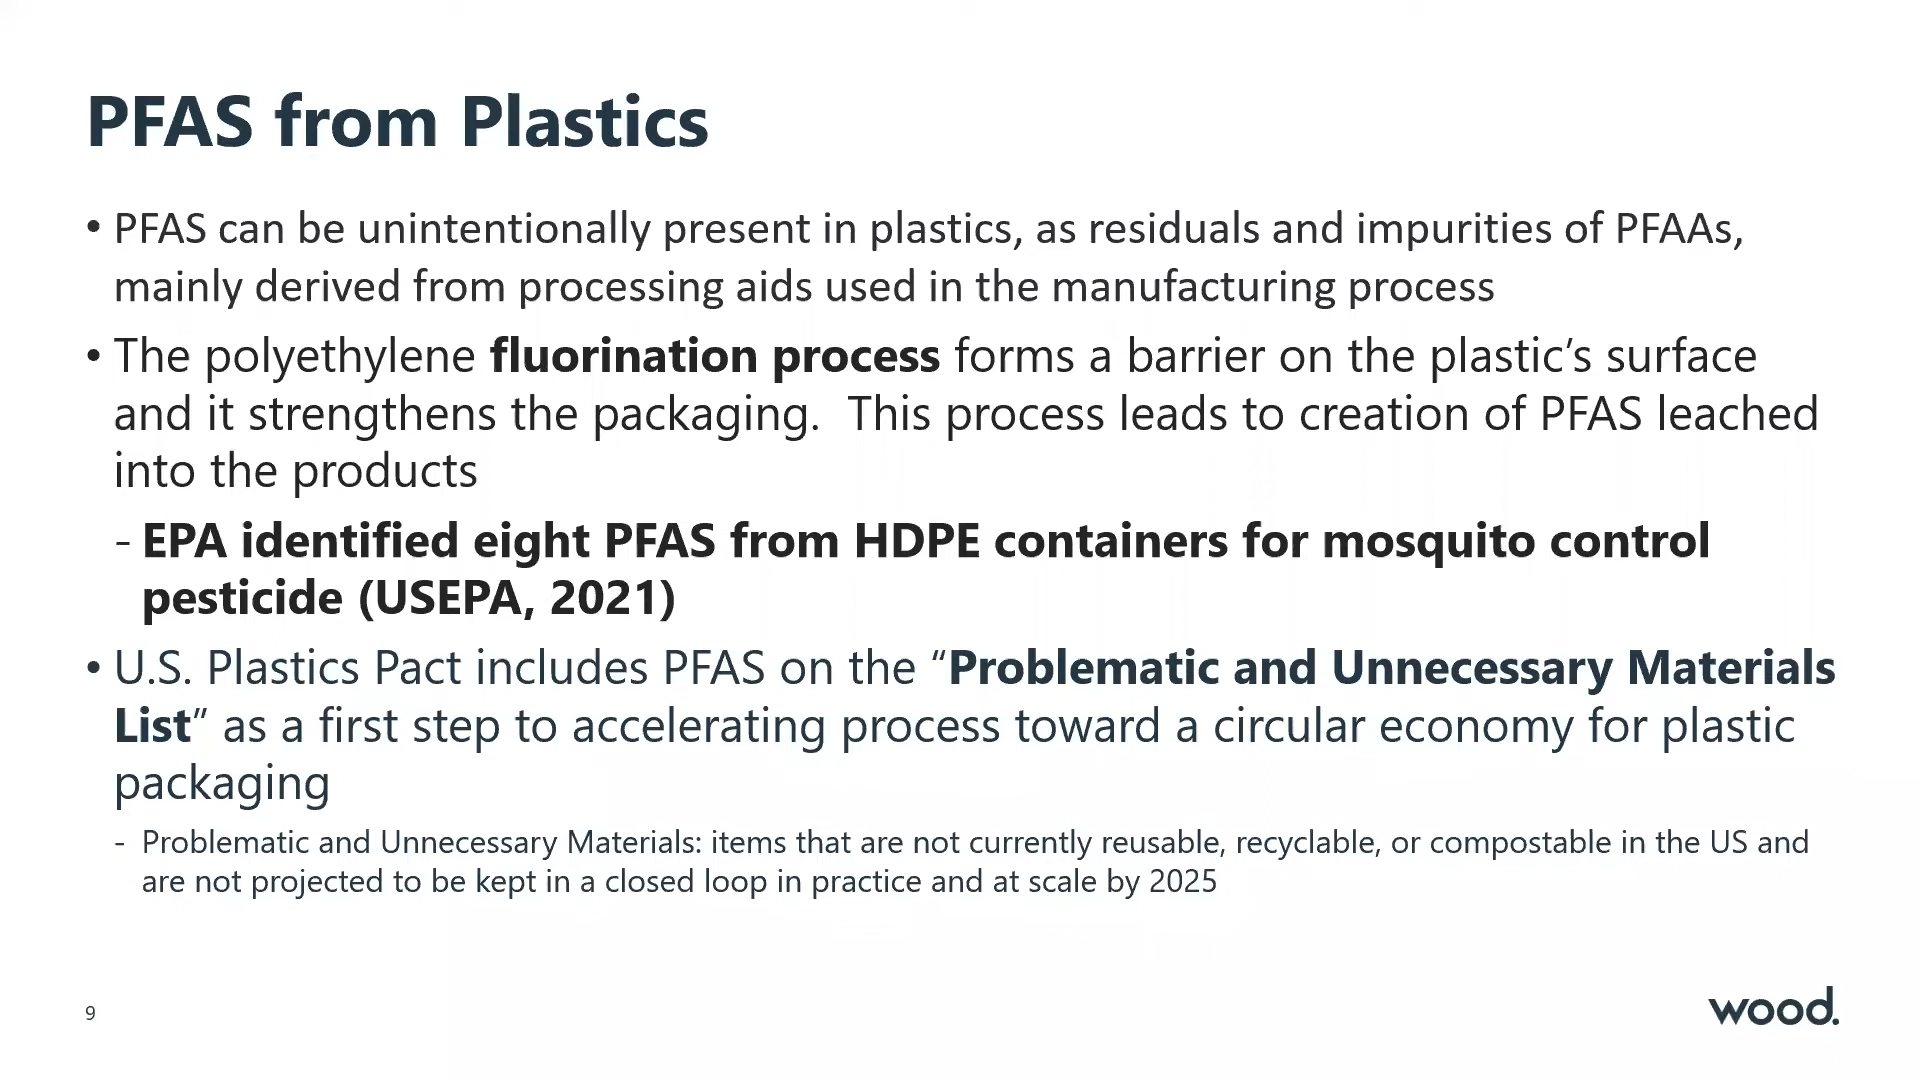 PFAS from Plastics
• PFAS can be unintentionally present in plastics, as residuals and impurities of PFAAs,
mainly derived from processing aids used in the manufacturing process
• The polyethylene fluorination process forms a barrier on the plastic’s surface
and it strengthens the packaging.  This process leads to creation of PFAS leached
into the products
- EPA identified eight PFAS from HDPE containers for mosquito control
pesticide (USEPA, 2021)
• U.S. Plastics Pact includes PFAS on the “Problematic and Unnecessary Materials
List” as a first step to accelerating process toward a circular economy for plastic
packaging
- Problematic and Unnecessary Materials: items that are not currently reusable, recyclable, or compostable in the US and
are not projected to be kept in a closed loop in practice and at scale by 2025
9
wood.